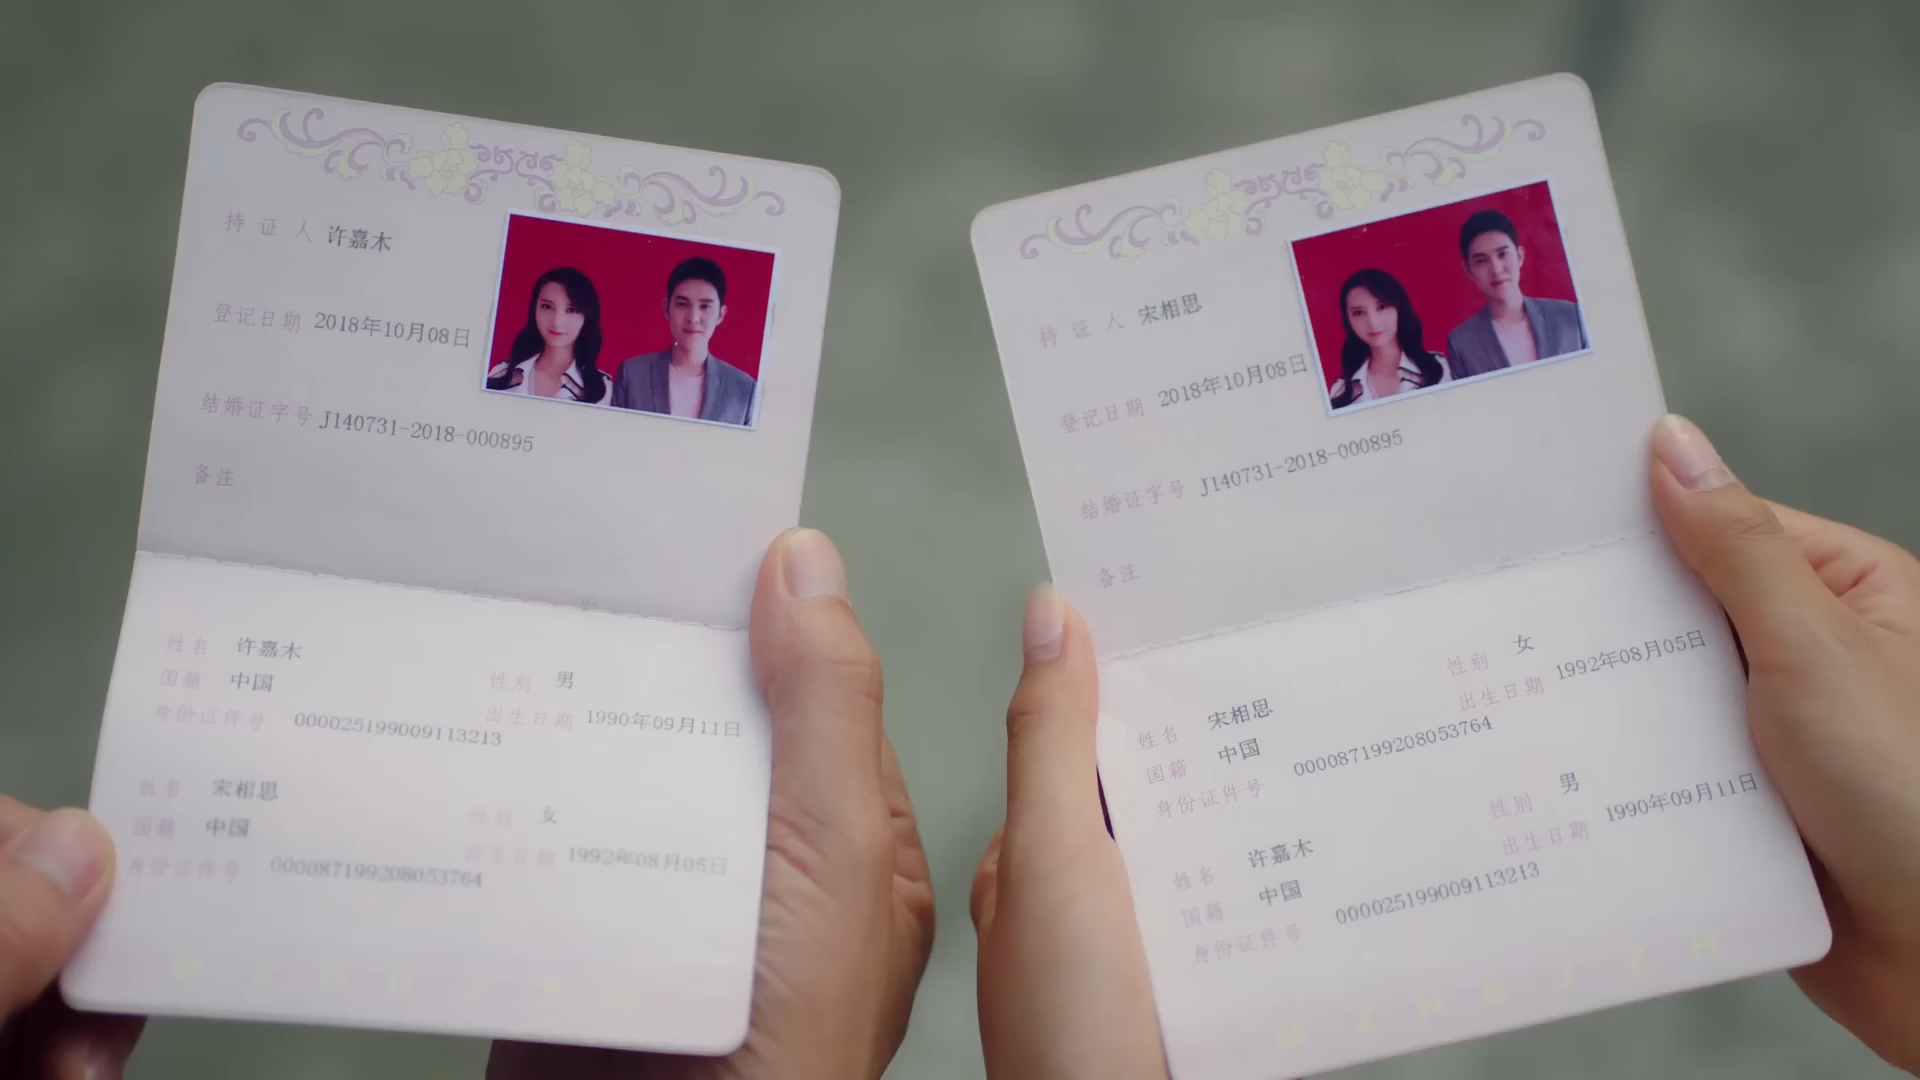 持证人 许嘉木
登记日期 2018年10月08日
结婚证字号 J140731-2018-000895
备注
姓名 许嘉木
国籍 中国 性别 男
身份证件号 000025199009113213 出生日期 1990年09月11日
姓名 宋相思
国籍 中国 性别 女
身份证件号 000087199208053764 出生日期 1992年08月05日
持证人 宋相思
登记日期 2018年10月08日
结婚证字号 J140731-2018-000895
备注
姓名 宋相思 性别 女
国籍 中国 出生日期 1992年08月05日
身份证件号 000087199208053764
姓名 许嘉木 性别 男
国籍 中国 出生日期 1990年09月11日
身份证件号 000025199009113213